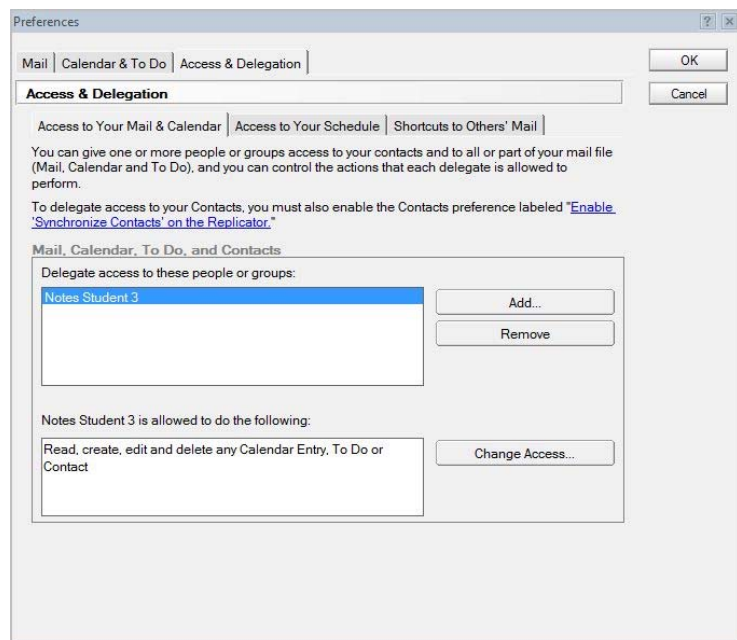 Preferences
Mail
Calendar & To Do
Access & Delegation
OK
Access & Delegation
Cancel
Access to Your Mail & Calendar
Access to Your Schedule
Shortcuts to Others' Mail
You can give one or more people or groups access to your contacts and to all or part of your mail file
(Mail, Calendar and To Do), and you can control the actions that each delegate is allowed to
perform.
To delegate access to your Contacts, you must also enable the Contacts preference labeled "Enable
'Synchronize Contacts' on the Replicator."
Mail, Calendar, To Do, and Contacts
Delegate access to these people or groups:
Notes Student 3
Add...
Remove
Notes Student 3 is allowed to do the following:
Read, create, edit and delete any Calendar Entry, To Do or
Contact
Change Access...